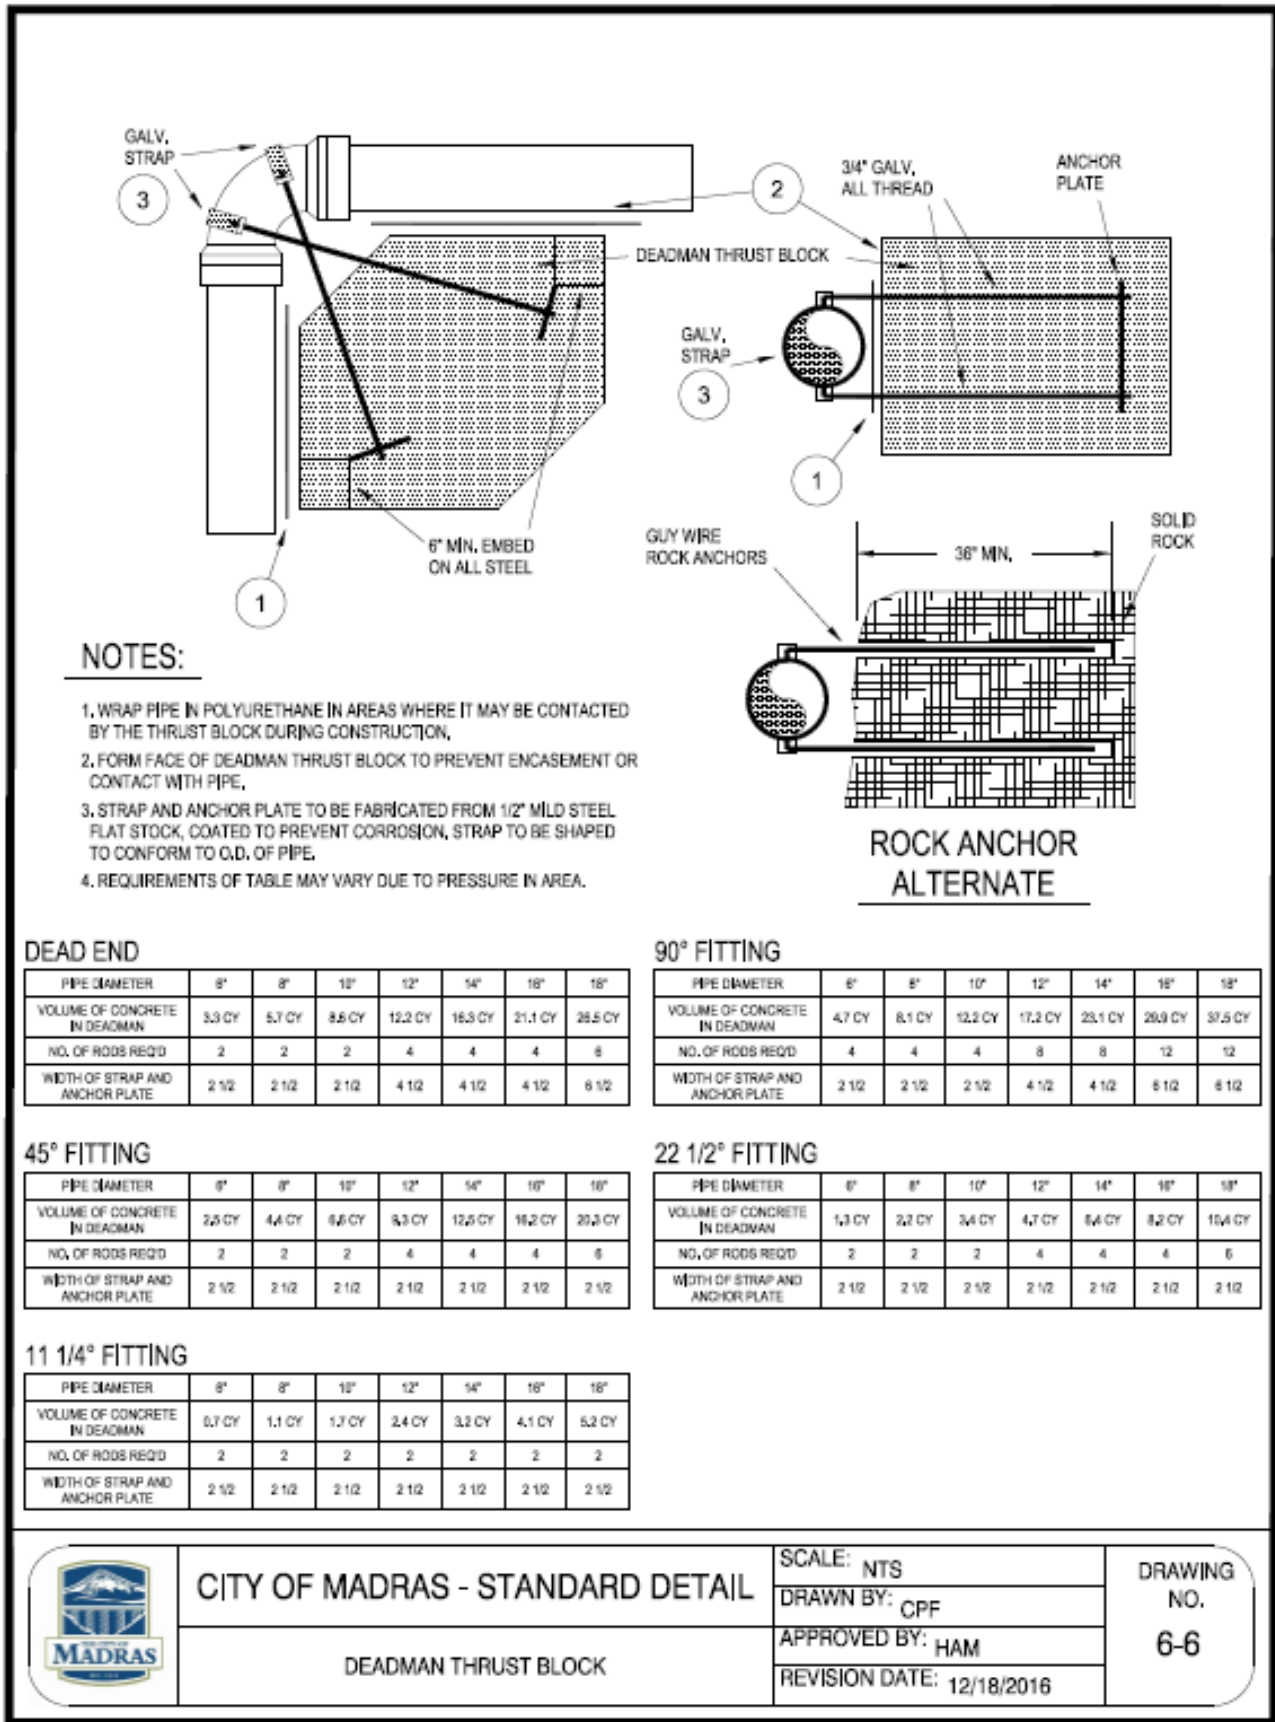 GALV.
STRAP
3
2
3/4" GALV.
ALL THREAD
ANCHOR
PLATE
DEADMAN THRUST BLOCK
GALV.
STRAP
3
1
6" MIN. EMBED
ON ALL STEEL
1
GUY WIRE
ROCK ANCHORS
36" MIN.
SOLID
ROCK
ROCK ANCHOR
ALTERNATE
NOTES:
1. WRAP PIPE IN POLYURETHANE IN AREAS WHERE IT MAY BE CONTACTED
BY THE THRUST BLOCK DURING CONSTRUCTION.
2. FORM FACE OF DEADMAN THRUST BLOCK TO PREVENT ENCASEMENT OR
CONTACT WITH PIPE.
3. STRAP AND ANCHOR PLATE TO BE FABRICATED FROM 1/2" MILD STEEL
FLAT STOCK, COATED TO PREVENT CORROSION, STRAP TO BE SHAPED
TO CONFORM TO O.D. OF PIPE.
4. REQUIREMENTS OF TABLE MAY VARY DUE TO PRESSURE IN AREA.
DEAD END
PIPE DIAMETER 6" 8" 10" 12" 14" 16" 18"
VOLUME OF CONCRETE
IN DEADMAN 3.3 CY 5.7 CY 8.6 CY 12.2 CY 16.3 CY 21.1 CY 26.5 CY
NO. OF RODS REQ'D 2 2 2 4 4 4 6
WIDTH OF STRAP AND
ANCHOR PLATE 2 1/2 2 1/2 2 1/2 4 1/2 4 1/2 4 1/2 6 1/2
90° FITTING
PIPE DIAMETER 6" 8" 10" 12" 14" 16" 18"
VOLUME OF CONCRETE
IN DEADMAN 4.7 CY 8.1 CY 12.2 CY 17.2 CY 23.1 CY 29.9 CY 37.5 CY
NO. OF RODS REQ'D 4 4 4 8 8 12 12
WIDTH OF STRAP AND
ANCHOR PLATE 2 1/2 2 1/2 2 1/2 4 1/2 4 1/2 6 1/2 6 1/2
45° FITTING
PIPE DIAMETER 6" 8" 10" 12" 14" 16" 18"
VOLUME OF CONCRETE
IN DEADMAN 2.5 CY 4.4 CY 6.6 CY 9.3 CY 12.5 CY 16.2 CY 20.3 CY
NO. OF RODS REQ'D 2 2 2 4 4 4 6
WIDTH OF STRAP AND
ANCHOR PLATE 2 1/2 2 1/2 2 1/2 2 1/2 2 1/2 2 1/2 2 1/2
22 1/2° FITTING
PIPE DIAMETER 6" 8" 10" 12" 14" 16" 18"
VOLUME OF CONCRETE
IN DEADMAN 1.3 CY 2.2 CY 3.4 CY 4.7 CY 6.4 CY 8.2 CY 10.4 CY
NO. OF RODS REQ'D 2 2 2 4 4 4 6
WIDTH OF STRAP AND
ANCHOR PLATE 2 1/2 2 1/2 2 1/2 2 1/2 2 1/2 2 1/2 2 1/2
11 1/4° FITTING
PIPE DIAMETER 6" 8" 10" 12" 14" 16" 18"
VOLUME OF CONCRETE
IN DEADMAN 0.7 CY 1.1 CY 1.7 CY 2.4 CY 3.2 CY 4.1 CY 5.2 CY
NO. OF RODS REQ'D 2 2 2 2 2 2 2
WIDTH OF STRAP AND
ANCHOR PLATE 2 1/2 2 1/2 2 1/2 2 1/2 2 1/2 2 1/2 2 1/2
THE CITY OF
MADRAS
CITY OF MADRAS - STANDARD DETAIL
DEADMAN THRUST BLOCK
SCALE: NTS
DRAWN BY: CPF
APPROVED BY: HAM
REVISION DATE: 12/18/2016
DRAWING
NO.
6-6